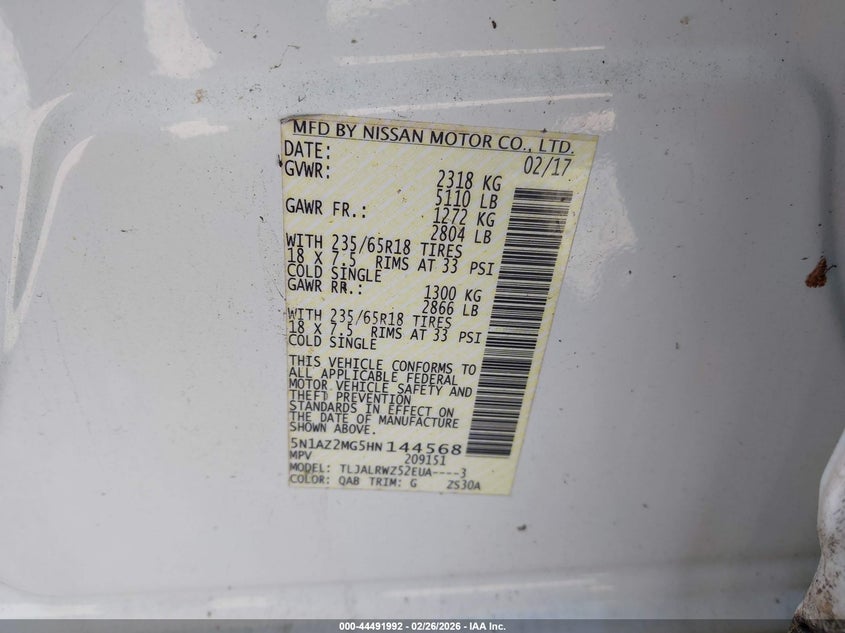 MFD BY NISSAN MOTOR CO., LTD.
DATE: 02/17
GVWR: 2318 KG
5110 LB
GAWR FR.: 1272 KG
2804 LB
WITH 235/65R18 TIRES
18 X 7.5 RIMS AT 33 PSI
COLD SINGLE
GAWR RR.: 1300 KG
2866 LB
WITH 235/65R18 TIRES
18 X 7.5 RIMS AT 33 PSI
COLD SINGLE
THIS VEHICLE CONFORMS TO
ALL APPLICABLE FEDERAL
MOTOR VEHICLE SAFETY AND
THEFT PREVENTION
STANDARDS IN EFFECT ON
THE DATE OF MANUFACTURE
SHOWN ABOVE.
5N1AZ2MG5HN144568
MPV 209151
MODEL: TLJALRWZ52EUA----3
COLOR: QAB TRIM: G ZS30A
000-44491992 - 02/26/2026 - IAA Inc.